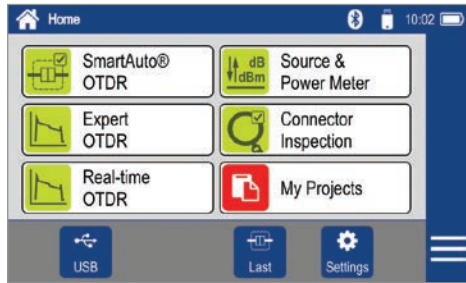 Home
10:02
SmartAuto®
OTDR
dB
dBm
Source &
Power Meter
Expert
OTDR
Connector
Inspection
Real-time
OTDR
My Projects
USB
Last
Settings